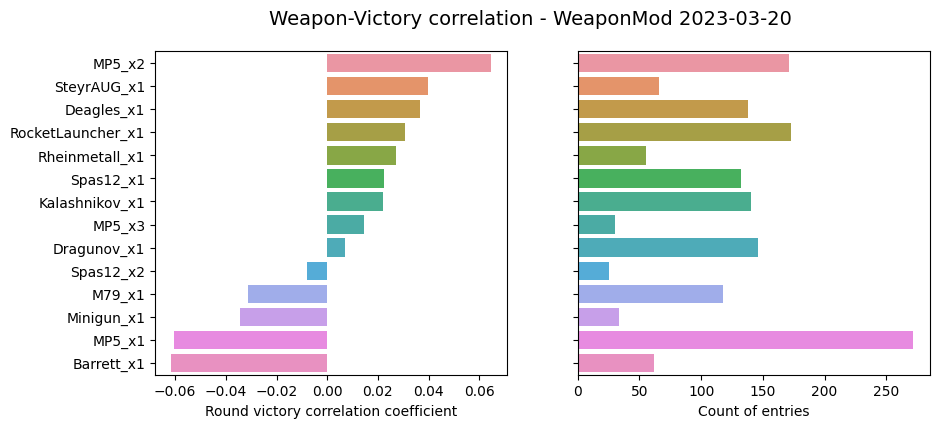 Weapon-Victory correlation - WeaponMod 2023-03-20
MP5_x2
SteyrAUG_x1
Deagles_x1
RocketLauncher_x1
Rheinmetall_x1
Spas12_x1
Kalashnikov_x1
MP5_x3
Dragunov_x1
Spas12_x2
M79_x1
Minigun_x1
MP5_x1
Barrett_x1
−0.06 −0.04 −0.02 0.00 0.02 0.04 0.06
Round victory correlation coefficient
0 50 100 150 200 250
Count of entries